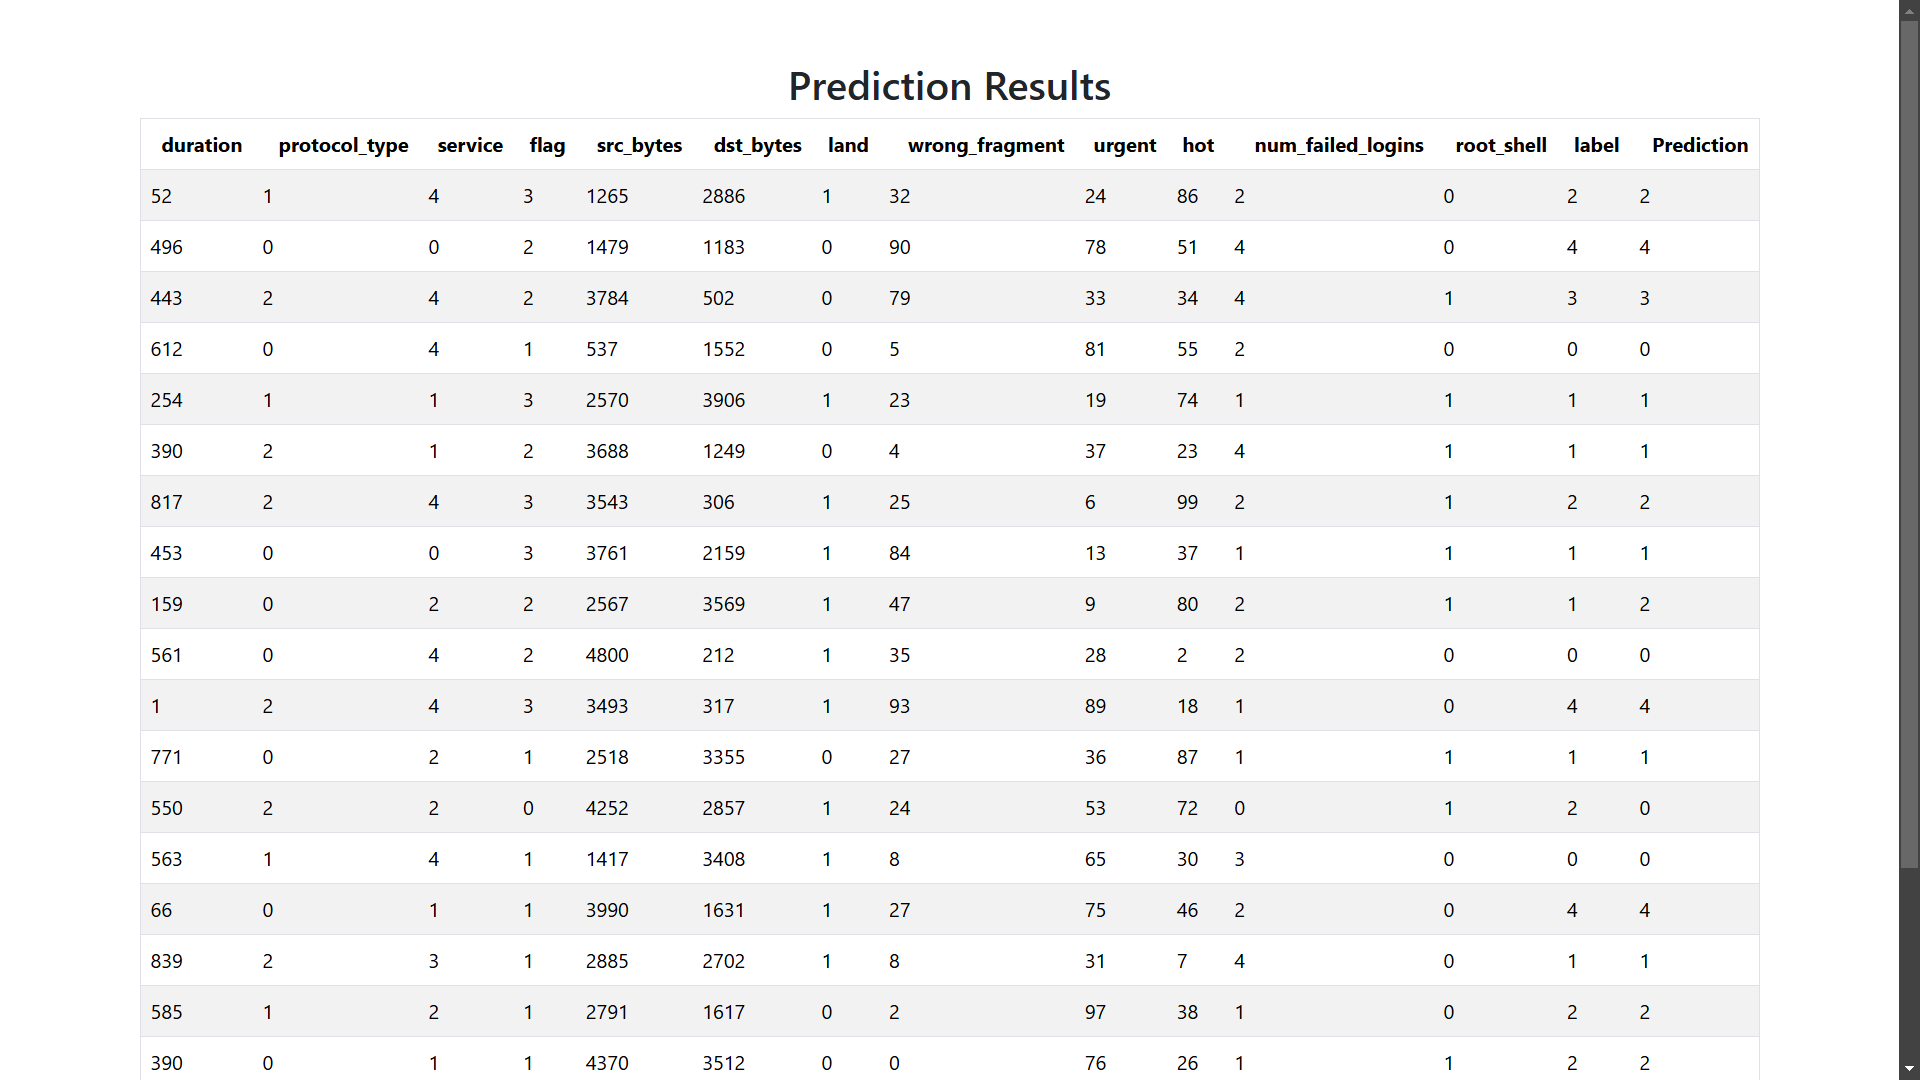 Prediction Results
duration protocol_type service flag src_bytes dst_bytes land wrong_fragment urgent hot num_failed_logins root_shell label Prediction
52 1 4 3 1265 2886 1 32 24 86 2 0 2 2
496 0 0 2 1479 1183 0 90 78 51 4 0 4 4
443 2 4 2 3784 502 0 79 33 34 4 1 3 3
612 0 4 1 537 1552 0 5 81 55 2 0 0 0
254 1 1 3 2570 3906 1 23 19 74 1 1 1 1
390 2 1 2 3688 1249 0 4 37 23 4 1 1 1
817 2 4 3 3543 306 1 25 6 99 2 1 2 2
453 0 0 3 3761 2159 1 84 13 37 1 1 1 1
159 0 2 2 2567 3569 1 47 9 80 2 1 1 2
561 0 4 2 4800 212 1 35 28 2 2 0 0 0
1 2 4 3 3493 317 1 93 89 18 1 0 4 4
771 0 2 1 2518 3355 0 27 36 87 1 1 1 1
550 2 2 0 4252 2857 1 24 53 72 0 1 2 0
563 1 4 1 1417 3408 1 8 65 30 3 0 0 0
66 0 1 1 3990 1631 1 27 75 46 2 0 4 4
839 2 3 1 2885 2702 1 8 31 7 4 0 1 1
585 1 2 1 2791 1617 0 2 97 38 1 0 2 2
390 0 1 1 4370 3512 0 0 76 26 1 1 2 2